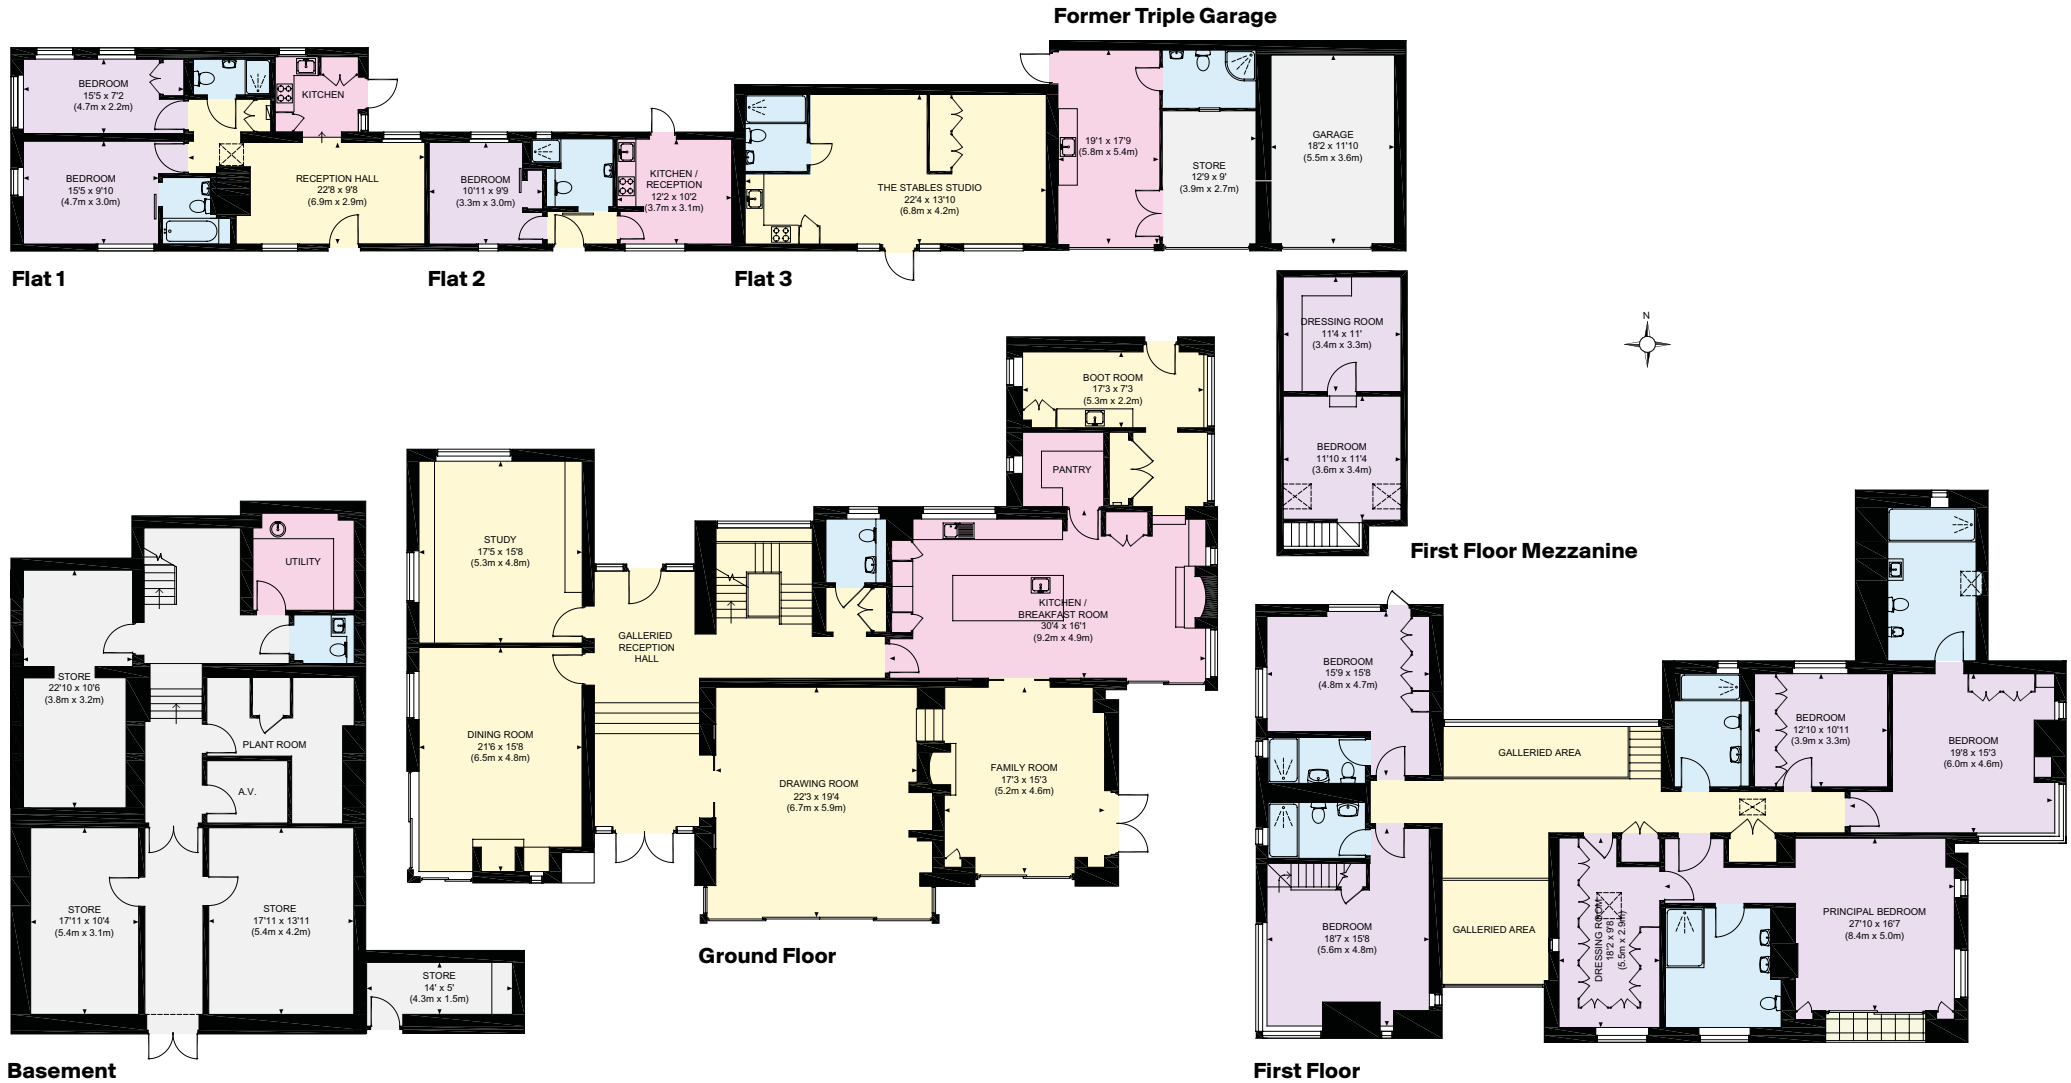 Former Triple Garage
BEDROOM
15'5 x 7'2
(4.7m x 2.2m)
KITCHEN
BEDROOM
15'5 x 9'10
(4.7m x 3.0m)
RECEPTION HALL
22'8 x 9'8
(6.9m x 2.9m)
BEDROOM
10'11 x 9'9
(3.3m x 3.0m)
KITCHEN /
RECEPTION
12'2 x 10'2
(3.7m x 3.1m)
THE STABLES STUDIO
22'4 x 13'10
(6.8m x 4.2m)
19'1 x 17'9
(5.8m x 5.4m)
STORE
12'9 x 9'
(3.9m x 2.7m)
GARAGE
18'2 x 11'10
(5.5m x 3.6m)
Flat 1
Flat 2
Flat 3
DRESSING ROOM
11'4 x 11'
(3.4m x 3.3m)
BEDROOM
11'10 x 11'4
(3.6m x 3.4m)
First Floor Mezzanine
N
BOOT ROOM
17'3 x 7'3
(5.3m x 2.2m)
PANTRY
STUDY
17'5 x 15'8
(5.3m x 4.8m)
GALLERIED
RECEPTION
HALL
KITCHEN /
BREAKFAST ROOM
30'4 x 16'1
(9.2m x 4.9m)
DINING ROOM
21'6 x 15'8
(6.5m x 4.8m)
DRAWING ROOM
22'3 x 19'4
(6.7m x 5.9m)
FAMILY ROOM
17'3 x 15'3
(5.2m x 4.6m)
Ground Floor
UTILITY
STORE
22'10 x 10'6
(3.8m x 3.2m)
PLANT ROOM
A.V.
STORE
17'11 x 10'4
(5.4m x 3.1m)
STORE
17'11 x 13'11
(5.4m x 4.2m)
STORE
14' x 5'
(4.3m x 1.5m)
Basement
BEDROOM
15'9 x 15'8
(4.8m x 4.7m)
GALLERIED AREA
BEDROOM
12'10 x 10'11
(3.9m x 3.3m)
BEDROOM
19'8 x 15'3
(6.0m x 4.6m)
BEDROOM
18'7 x 15'8
(5.6m x 4.8m)
GALLERIED AREA
DRESSING ROOM
18'2 x 9'8
(5.5m x 2.9m)
PRINCIPAL BEDROOM
27'10 x 16'7
(8.4m x 5.0m)
First Floor